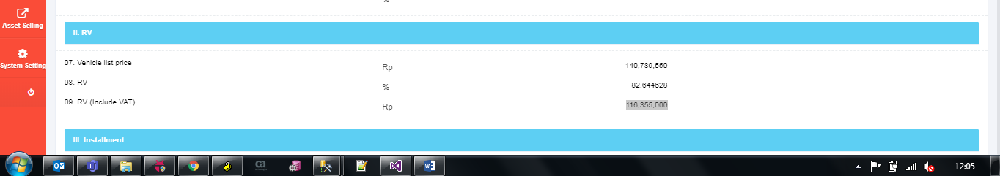 %
Asset Selling
II. RV
System Setting
07. Vehicle list price Rp 140,789,550
08. RV % 82.644628
09. RV (Include VAT) Rp 116,355,000
III. Installment
12:05